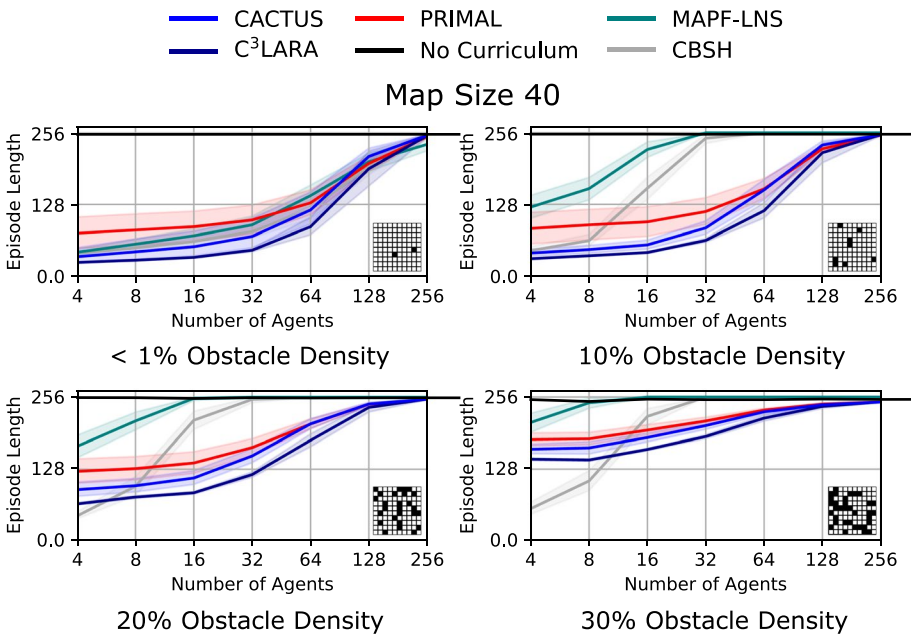 CACTUS PRIMAL MAPF-LNS
C³LARA No Curriculum CBSH
Map Size 40
256
128
0.0
Episode Length
4 8 16 32 64 128 256
Number of Agents
< 1% Obstacle Density
256
128
0.0
Episode Length
4 8 16 32 64 128 256
Number of Agents
10% Obstacle Density
256
128
0.0
Episode Length
4 8 16 32 64 128 256
Number of Agents
20% Obstacle Density
256
128
0.0
Episode Length
4 8 16 32 64 128 256
Number of Agents
30% Obstacle Density